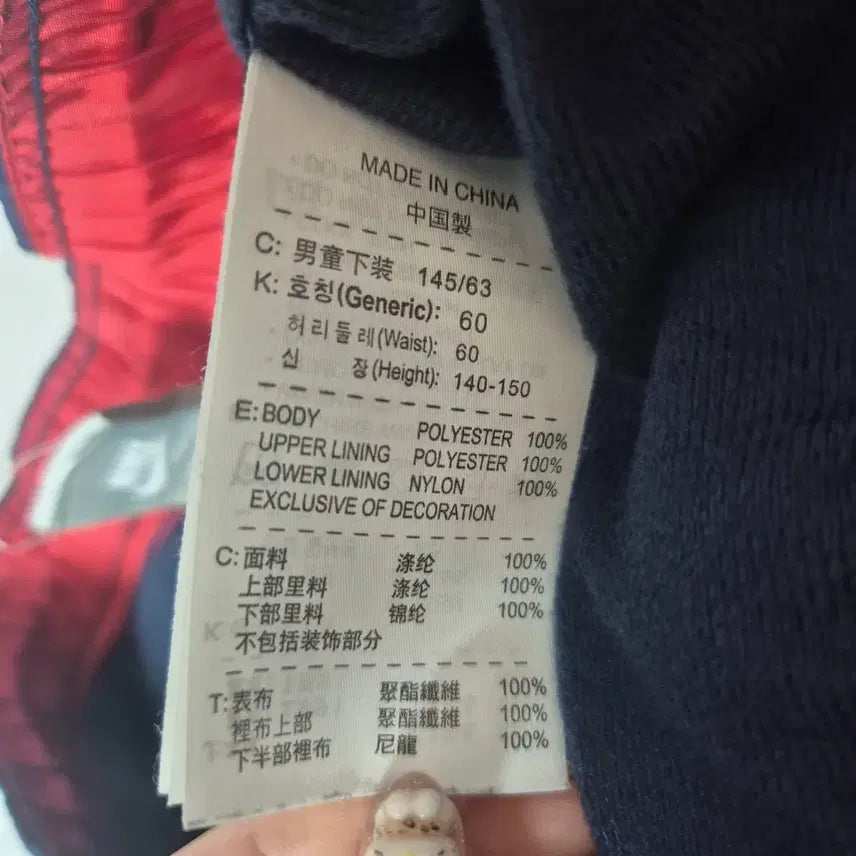 MADE IN CHINA
中国製
C: 男童下装 145/63
K: 호칭(Generic): 60
허리둘레(Waist): 60
신 장(Height): 140-150
E: BODY POLYESTER 100%
UPPER LINING POLYESTER 100%
LOWER LINING NYLON 100%
EXCLUSIVE OF DECORATION
C: 面料 涤纶 100%
上部里料 涤纶 100%
下部里料 锦纶 100%
不包括装饰部分
T: 表布 聚酯纖維 100%
裡布上部 聚酯纖維 100%
下半部裡布 尼龍 100%